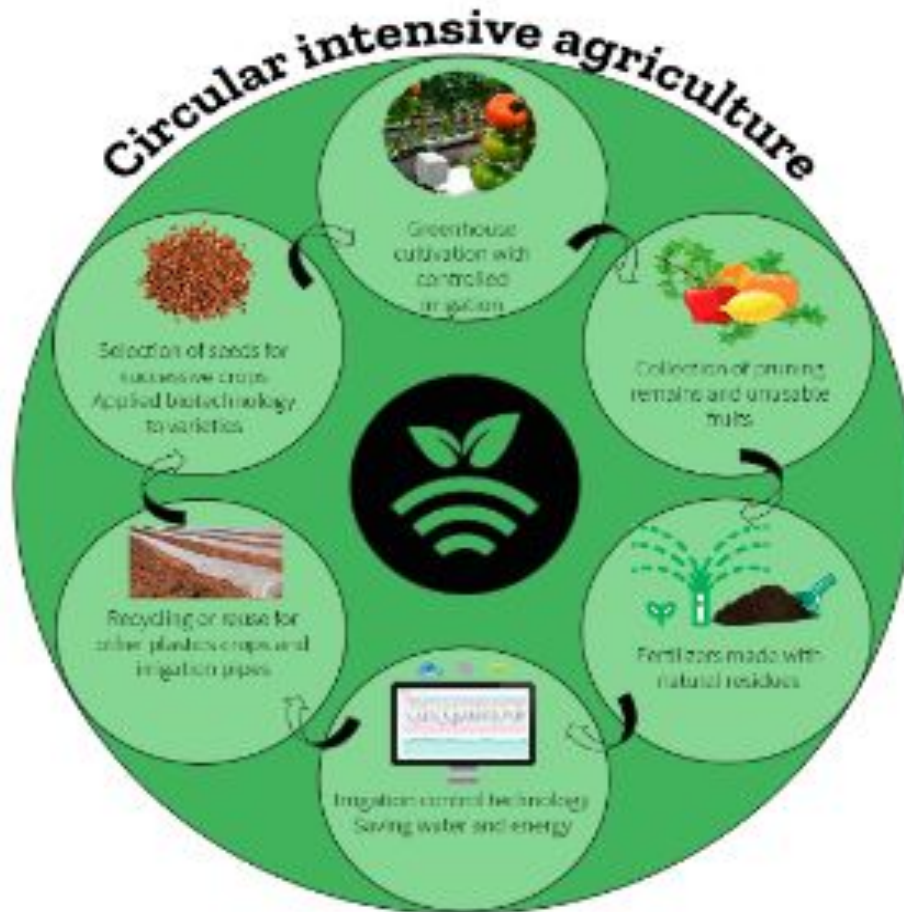 Circular intensive agriculture
Greenhouse
cultivation with
controlled
irrigation
Collection of pruning
remains and unusable
fruits
Fertilizers made with
natural residues
Irrigation control technology
Saving water and energy
Recycling or reuse for
other plastics crops and
irrigation pipes
Selection of seeds for
successive crops
Applied biotechnology
to varieties